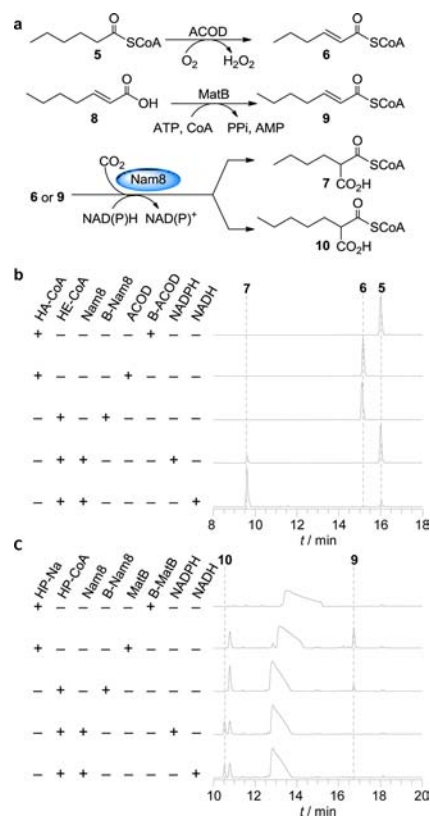 a
O
SCoA
5
ACOD
O2 H2O2
O
SCoA
6
O
OH
8
MatB
ATP, CoA PPi, AMP
O
SCoA
9
CO2
Nam8
6 or 9
NAD(P)H NAD(P)+
O
SCoA
CO2H
7
O
SCoA
CO2H
10
b
HA-CoA HE-CoA Nam8 B-Nam8 ACOD B-ACOD NADPH NADH
7 6 5
+ − − − − + − −
+ − − − + − − −
− + − + − − − −
− + + − − − + −
− + + − − − − +
8 10 12 14 16 18
t / min
C
HP-Na HP-CoA Nam8 B-Nam8 MatB B-MatB NADPH NADH
10 9
+ − − − − + − −
+ − − − + − − −
− + − + − − − −
− + + − − − + −
− + + − − − − +
10 12 14 16 18 20
t / min